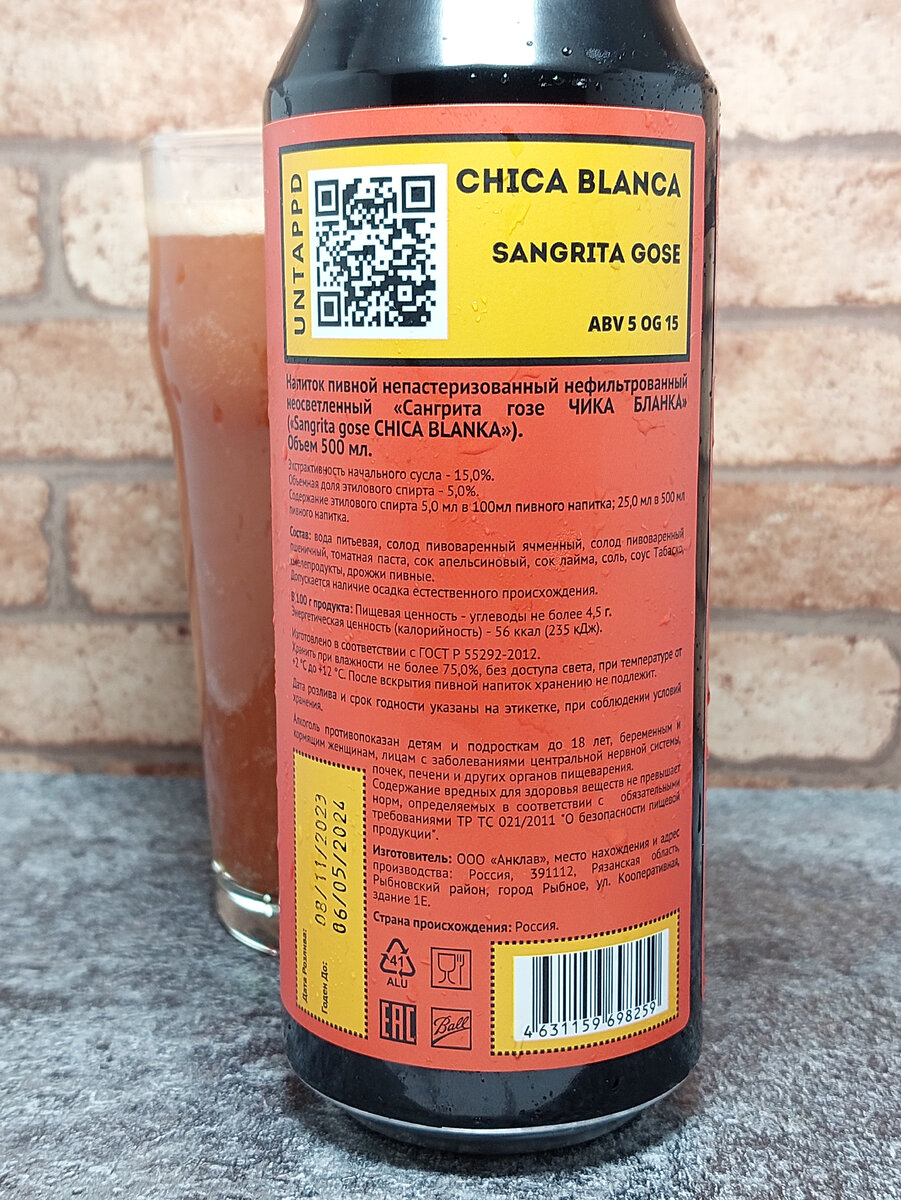 UNTAPPD
CHICA BLANCA
SANGRITA GOSE
ABV 5 OG 15
Напиток пивной непастеризованный нефильтрованный
неосветленный «Сангрита гозе ЧИКА БЛАНКА»
(«Sangrita gose CHICA BLANKA»).
Объем 500 мл.
Экстрактивность начального сусла - 15,0%.
Объемная доля этилового спирта - 5,0%.
Содержание этилового спирта 5,0 мл в 100мл пивного напитка; 25,0 мл в 500 мл
пивного напитка.
Состав: вода питьевая, солод пивоваренный ячменный, солод пивоваренный
пшеничный, томатная паста, сок апельсиновый, сок лайма, соль, соус Табаско,
хмелепродукты, дрожжи пивные.
Допускается наличие осадка естественного происхождения.
В 100 г продукта: Пищевая ценность - углеводы не более 4,5 г.
Энергетическая ценность (калорийность) - 56 ккал (235 кДж).
Изготовлено в соответствии с ГОСТ Р 55292-2012.
Хранить при влажности не более 75,0%, без доступа света, при температуре от
+2 °С до +12 °С. После вскрытия пивной напиток хранению не подлежит.
Дата розлива и срок годности указаны на этикетке, при соблюдении условий
хранения.
Алкоголь противопоказан детям и подросткам до 18 лет, беременным и
кормящим женщинам, лицам с заболеваниями центральной нервной системы,
почек, печени и других органов пищеварения.
Содержание вредных для здоровья веществ не превышает
норм, определяемых в соответствии с обязательными
требованиями ТР ТС 021/2011 "О безопасности пищевой
продукции".
Изготовитель: ООО «Анклав», место нахождения и адрес
производства: Россия, 391112, Рязанская область,
Рыбновский район, город Рыбное, ул. Кооперативная,
здание 1Е.
Страна происхождения: Россия.
Дата Розлива: 08/11/2023
Годен До: 06/05/2024
41
ALU
EAC
Ball
4 631159 698259